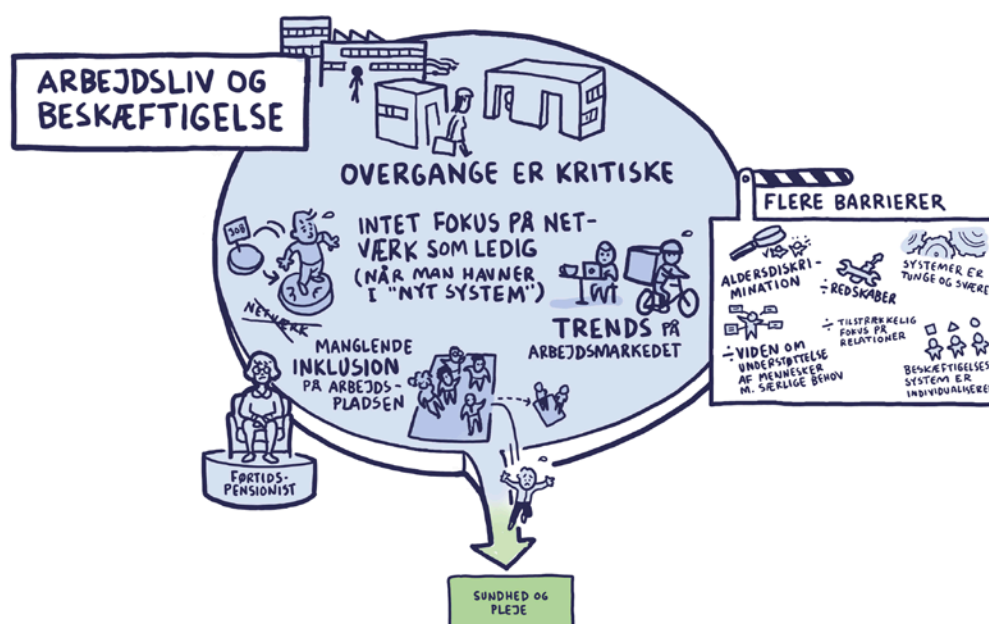 ARBEJDSLIV OG
BESKÆFTIGELSE
OVERGANGE ER KRITISKE
JOB
INTET FOKUS PÅ NET-
VÆRK SOM LEDIG
(NÅR MAN HAVNER
I "NYT SYSTEM")
NETVÆRK
TRENDS PÅ
ARBEJDSMARKEDET
MANGLENDE
INKLUSION
PÅ ARBEJDS-
PLADSEN
FØRTIDS-
PENSIONIST
FLERE BARRIERER
ALDERSDISKRI-
MINATION
÷REDSKABER
SYSTEMER ER
TUNGE OG SVÆRE
÷VIDEN OM
UNDERSTØTTELSE
AF MENNESKER
M. SÆRLIGE BEHOV
÷ TILSTRÆKKELIG
FOKUS PÅ
RELATIONER
BESKÆFTIGELSES
SYSTEM ER
INDIVIDUALISERE
SUNDHED OG
PLEJE